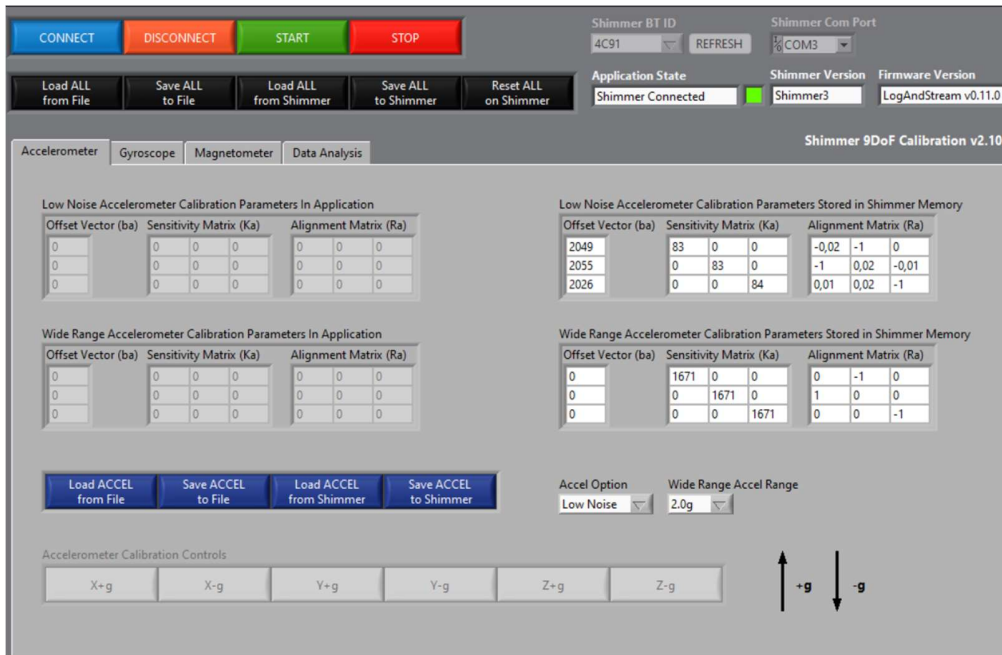 Shimmer BT ID Shimmer Com Port
CONNECT DISCONNECT START STOP
4C91 REFRESH COM3
Application State Shimmer Version Firmware Version
Load ALL from File Save ALL to File Load ALL from Shimmer Save ALL to Shimmer Reset ALL on Shimmer
Shimmer Connected Shimmer3 LogAndStream v0.11.0
Shimmer 9DoF Calibration v2.10
Accelerometer Gyroscope Magnetometer Data Analysis
Low Noise Accelerometer Calibration Parameters In Application
Offset Vector (ba) Sensitivity Matrix (Ka) Alignment Matrix (Ra)
0 0 0 0 0 0 0
0 0 0 0 0 0 0
0 0 0 0 0 0 0
Low Noise Accelerometer Calibration Parameters Stored in Shimmer Memory
Offset Vector (ba) Sensitivity Matrix (Ka) Alignment Matrix (Ra)
2049 83 0 0 -0,02 -1 0
2055 0 83 0 -1 0,02 -0,01
2026 0 0 84 0,01 0,02 -1
Wide Range Accelerometer Calibration Parameters In Application
Offset Vector (ba) Sensitivity Matrix (Ka) Alignment Matrix (Ra)
0 0 0 0 0 0 0
0 0 0 0 0 0 0
0 0 0 0 0 0 0
Wide Range Accelerometer Calibration Parameters Stored in Shimmer Memory
Offset Vector (ba) Sensitivity Matrix (Ka) Alignment Matrix (Ra)
0 1671 0 0 0 -1 0
0 0 1671 0 1 0 0
0 0 0 1671 0 0 -1
Load ACCEL from File Save ACCEL to File Load ACCEL from Shimmer Save ACCEL to Shimmer
Accel Option Wide Range Accel Range
Low Noise 2.0g
Accelerometer Calibration Controls
X+g X-g Y+g Y-g Z+g Z-g
+g -g